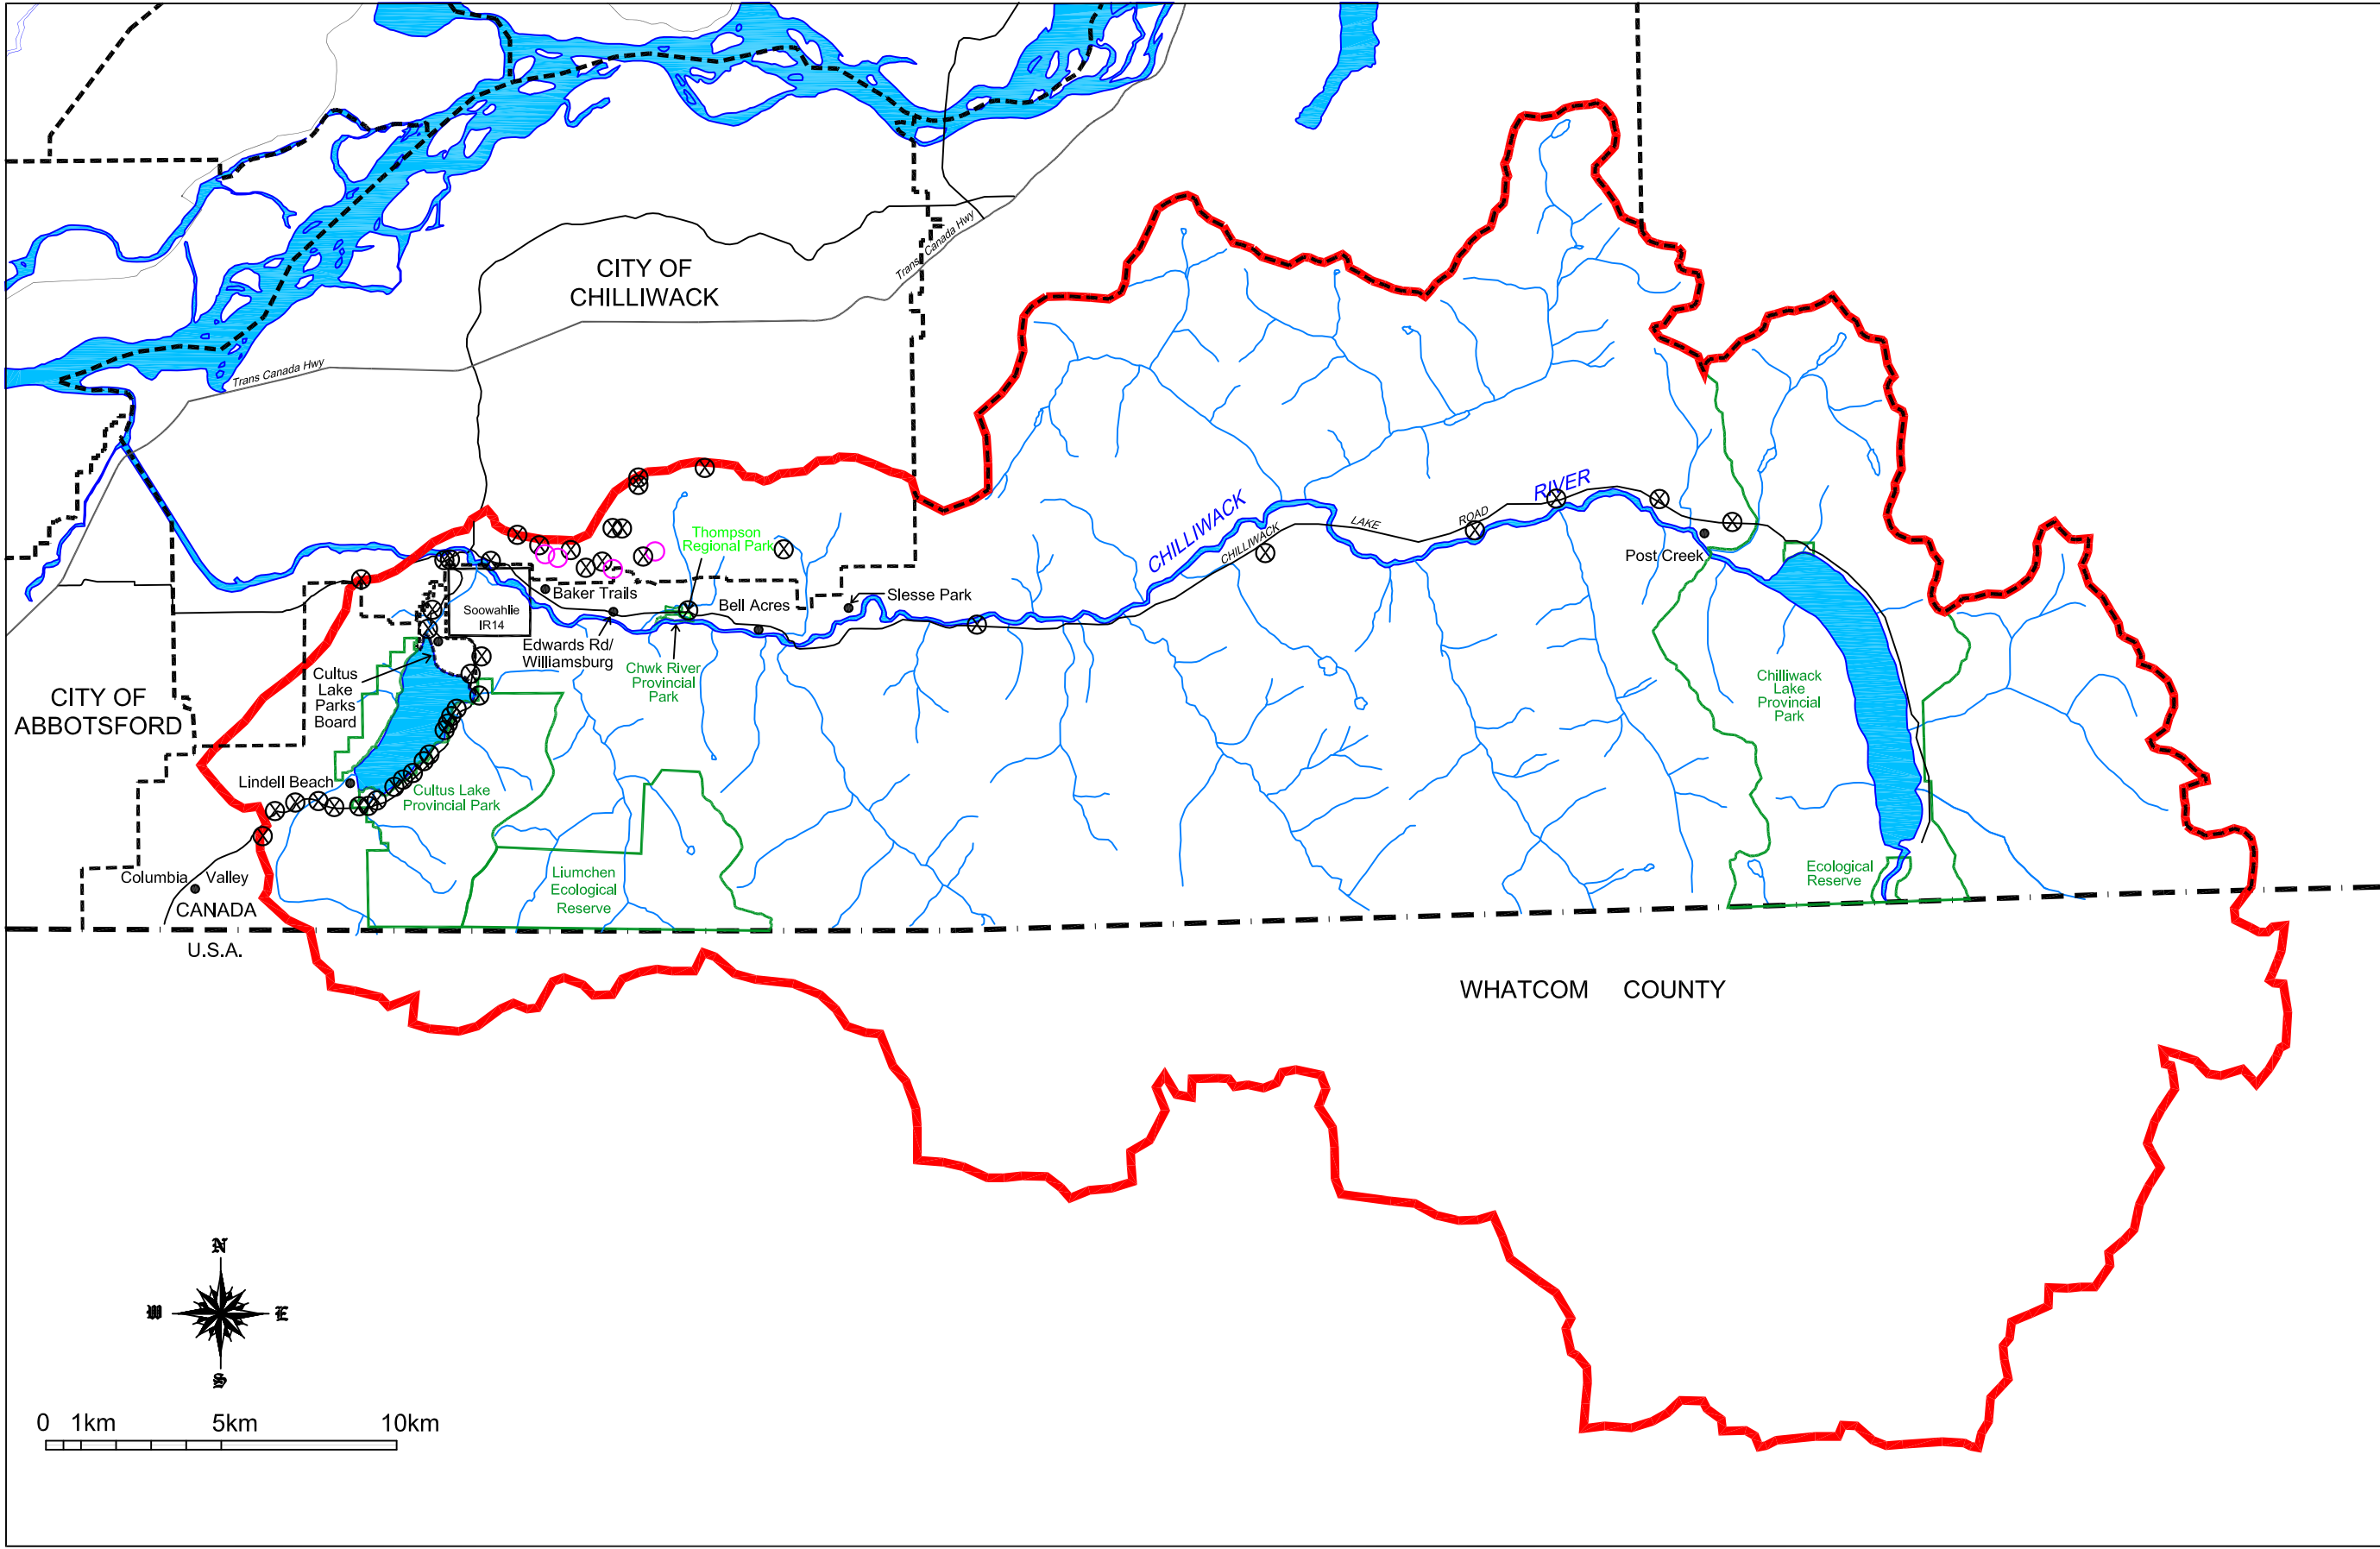 CITY OF
CHILLIWACK
Trans Canada Hwy
Trans Canada Hwy
CHILLIWACK
RIVER
CHILLIWACK
LAKE
ROAD
Thompson
Regional Park
Post Creek
Soowahlie
IR14
Baker Trails
Bell Acres
Slesse Park
Edwards Rd/
Williamsburg
Chwk River
Provincial
Park
Cultus
Lake
Parks
Board
CITY OF
ABBOTSFORD
Chilliwack
Lake
Provincial
Park
Lindell Beach
Cultus Lake
Provincial Park
Columbia Valley
Liumchen
Ecological
Reserve
Ecological
Reserve
CANADA
U.S.A.
WHATCOM COUNTY
N
W E
S
0 1km 5km 10km